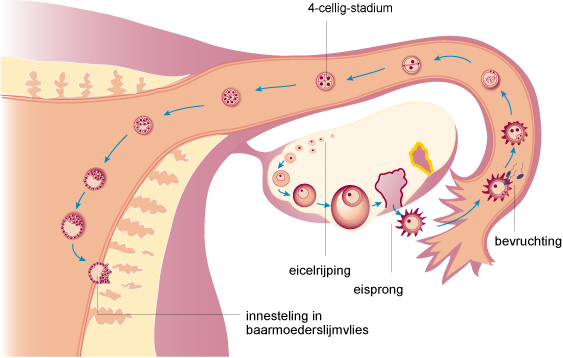 4-cellig-stadium
bevruchting
eicelrijping
eisprong
innesteling in
baarmoederslijmvlies